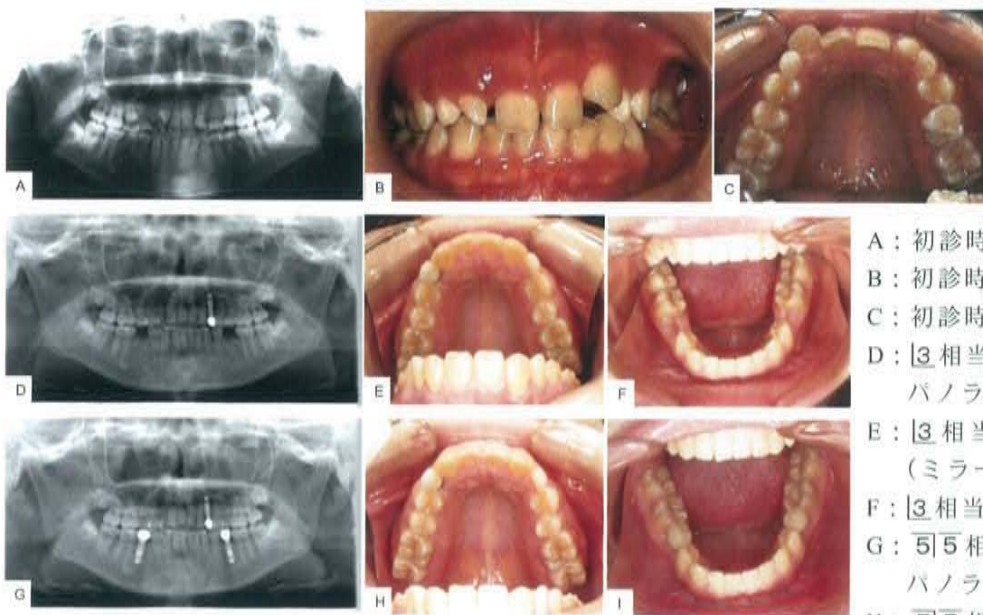 A
B
C
D
E
F
G
H
I
A：初診時
B：初診時
C：初診時
D：|3 相当
パノラ
E：|3 相当
（ミラー
F：|3 相当
G：5|5 相
パノラ